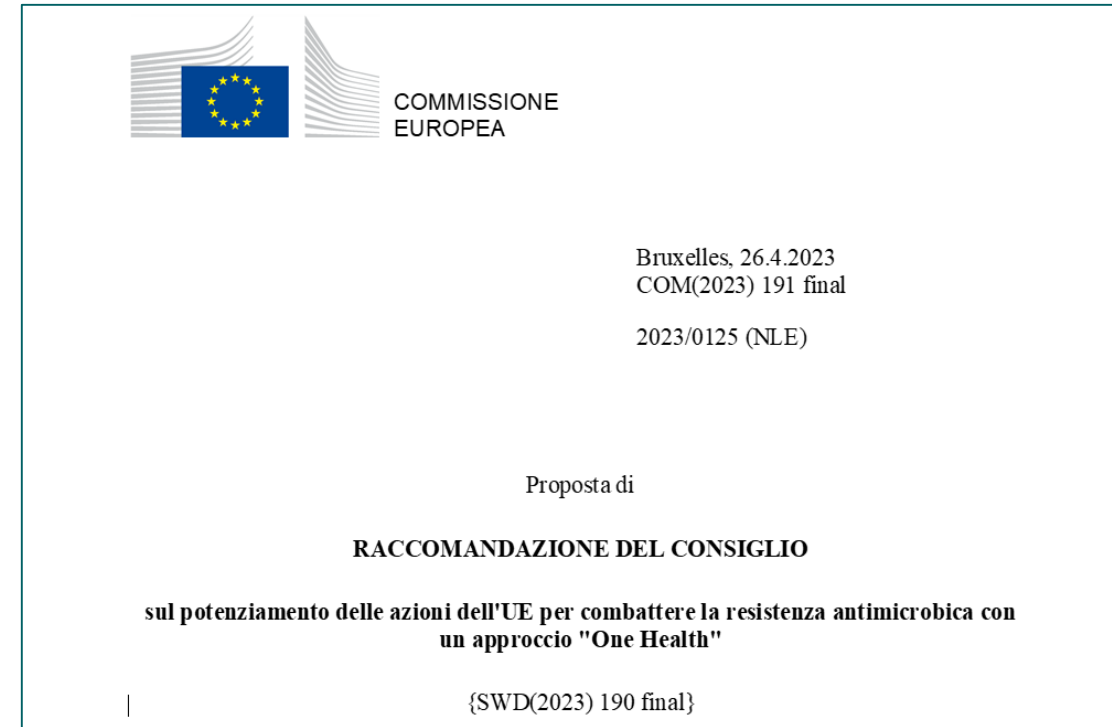 COMMISSIONE
EUROPEA
Bruxelles, 26.4.2023
COM(2023) 191 final
2023/0125 (NLE)
Proposta di
RACCOMANDAZIONE DEL CONSIGLIO
sul potenziamento delle azioni dell'UE per combattere la resistenza antimicrobica con
un approccio "One Health"
{SWD(2023) 190 final}